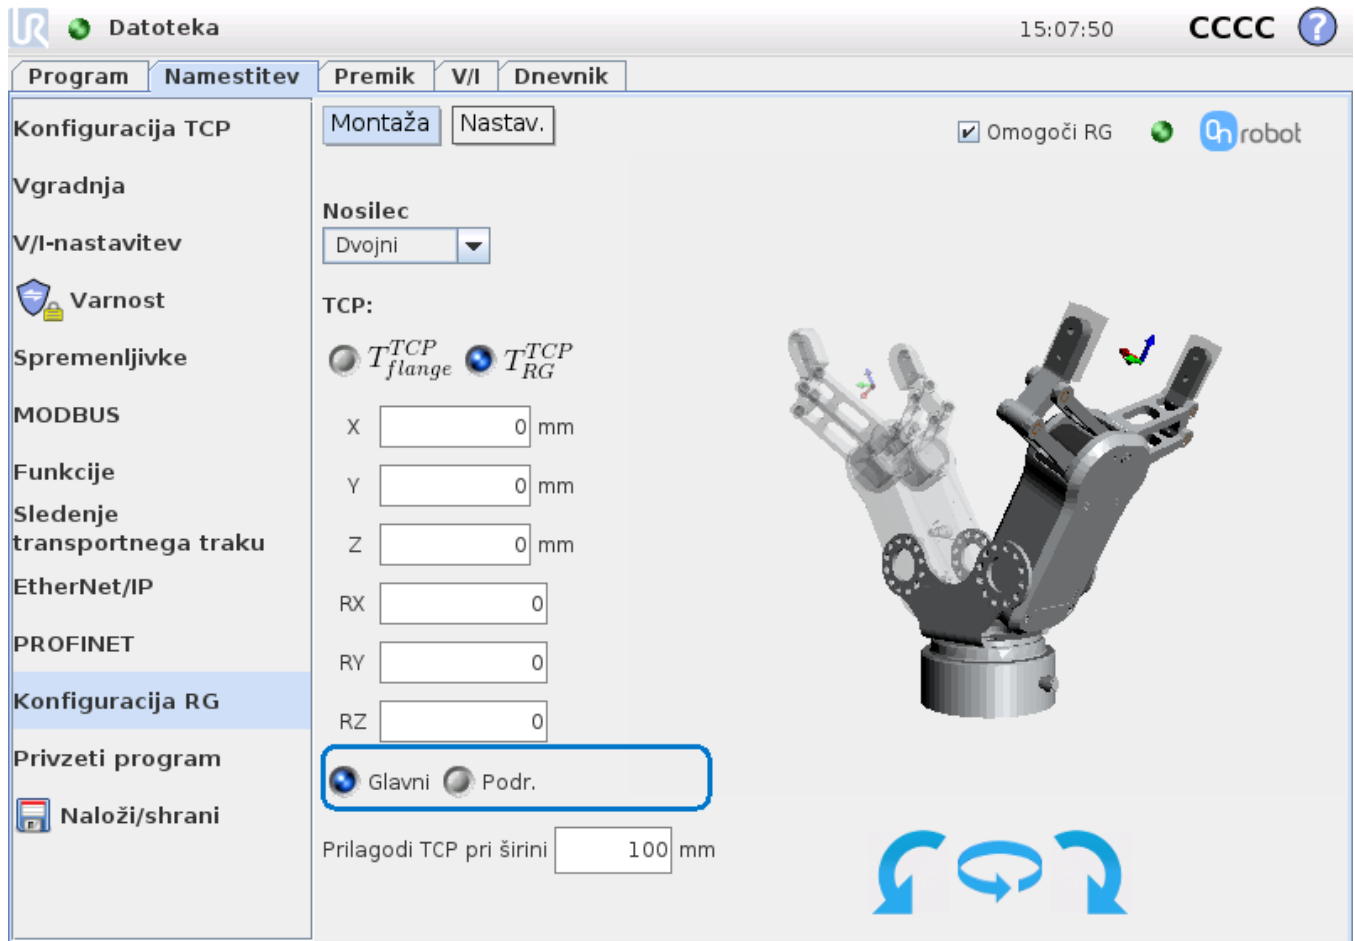 Datoteka
15:07:50
CCCC
?
Program
Namestitev
Premik
V/I
Dnevnik
Konfiguracija TCP
Vgradnja
V/I-nastavitev
Varnost
Spremenljivke
MODBUS
Funkcije
Sledenje
transportnega traku
EtherNet/IP
PROFINET
Konfiguracija RG
Privzeti program
Naloži/shrani
Montaža
Nastav.
Omogoči RG
On robot
Nosilec
Dvojni
TCP:
T TCP flange
T TCP RG
X 0 mm
Y 0 mm
Z 0 mm
RX 0
RY 0
RZ 0
Glavni Podr.
Prilagodi TCP pri širini 100 mm